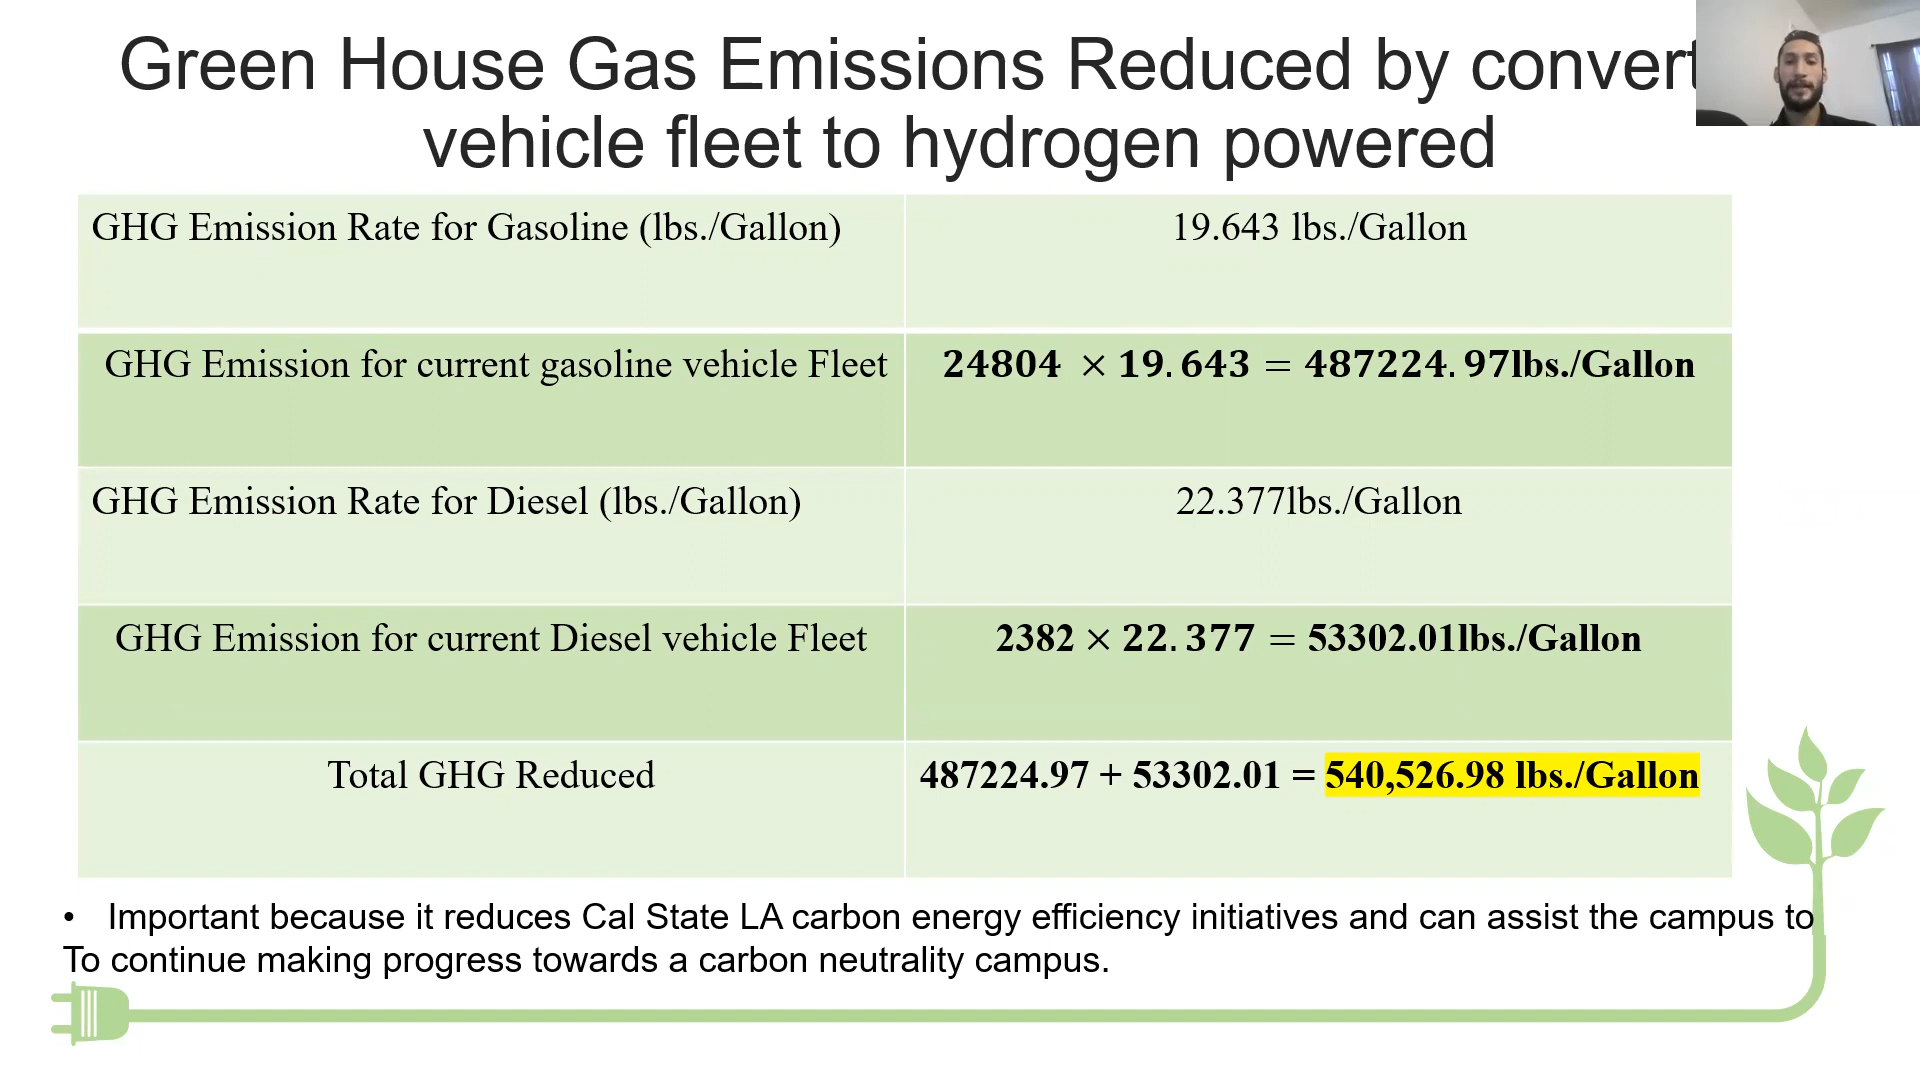 Green House Gas Emissions Reduced by convert
vehicle fleet to hydrogen powered
GHG Emission Rate for Gasoline (lbs./Gallon)
19.643 lbs./Gallon
GHG Emission for current gasoline vehicle Fleet
24804 × 19.643 = 487224.97lbs./Gallon
GHG Emission Rate for Diesel (lbs./Gallon)
22.377lbs./Gallon
GHG Emission for current Diesel vehicle Fleet
2382 × 22.377 = 53302.01lbs./Gallon
Total GHG Reduced
487224.97 + 53302.01 = 540,526.98 lbs./Gallon
• Important because it reduces Cal State LA carbon energy efficiency initiatives and can assist the campus to
To continue making progress towards a carbon neutrality campus.